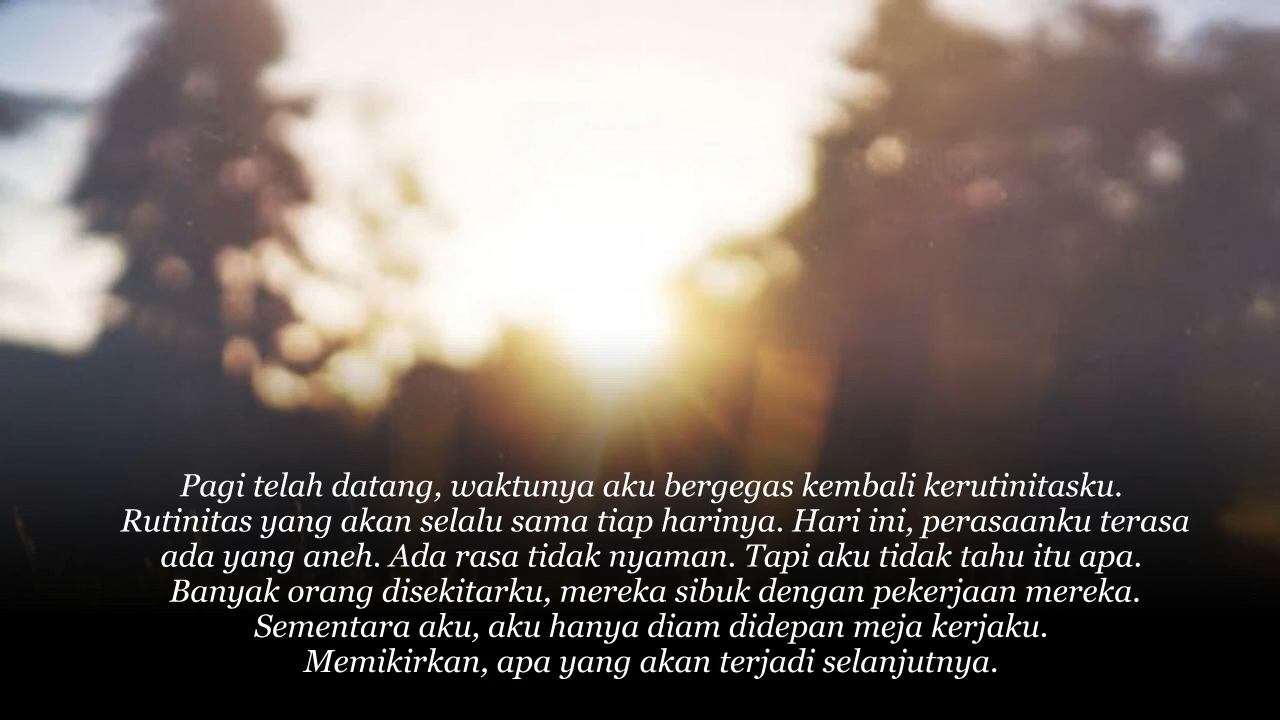 Pagi telah datang, waktunya aku bergegas kembali kerutinitasku.
Rutinitas yang akan selalu sama tiap harinya. Hari ini, perasaanku terasa
ada yang aneh. Ada rasa tidak nyaman. Tapi aku tidak tahu itu apa.
Banyak orang disekitarku, mereka sibuk dengan pekerjaan mereka.
Sementara aku, aku hanya diam didepan meja kerjaku.
Memikirkan, apa yang akan terjadi selanjutnya.